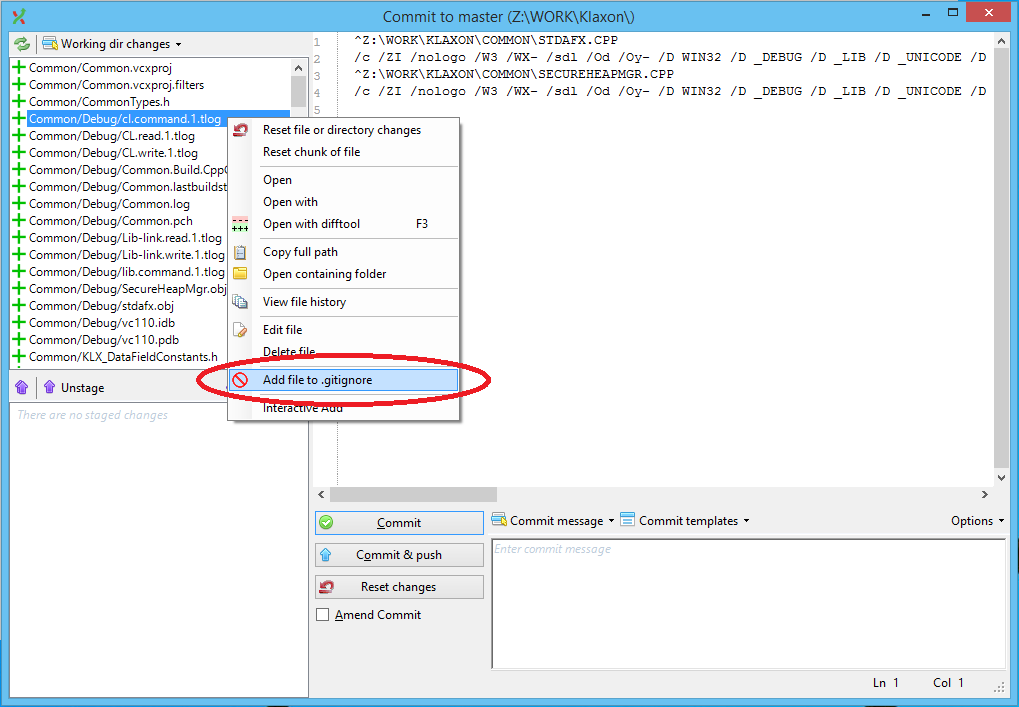 Commit to master (Z:\WORK\Klaxon\)
Working dir changes
Common/Common.vcxproj
Common/Common.vcxproj.filters
Common/CommonTypes.h
Common/Debug/cl.command.1.tlog
Common/Debug/CL.read.1.tlog
Common/Debug/CL.write.1.tlog
Common/Debug/Common.Build.CppC
Common/Debug/Common.lastbuildst
Common/Debug/Common.log
Common/Debug/Common.pch
Common/Debug/Lib-link.read.1.tlog
Common/Debug/Lib-link.write.1.tlog
Common/Debug/lib.command.1.tlog
Common/Debug/SecureHeapMgr.obj
Common/Debug/stdafx.obj
Common/Debug/vc110.idb
Common/Debug/vc110.pdb
Common/KLX_DataFieldConstants.h
Unstage
There are no staged changes
1 ^Z:\WORK\KLAXON\COMMON\STDAFX.CPP
2 /c /ZI /nologo /W3 /WX- /sdl /Od /Oy- /D WIN32 /D _DEBUG /D _LIB /D _UNICODE /D
3 ^Z:\WORK\KLAXON\COMMON\SECUREHEAPMGR.CPP
4 /c /ZI /nologo /W3 /WX- /sdl /Od /Oy- /D WIN32 /D _DEBUG /D _LIB /D _UNICODE /D
5
Reset file or directory changes
Reset chunk of file
Open
Open with
Open with difftool F3
Copy full path
Open containing folder
View file history
Edit file
Delete file
Add file to .gitignore
Interactive Add
Commit
Commit & push
Reset changes
Amend Commit
Commit message
Commit templates
Options
Enter commit message
Ln 1 Col 1